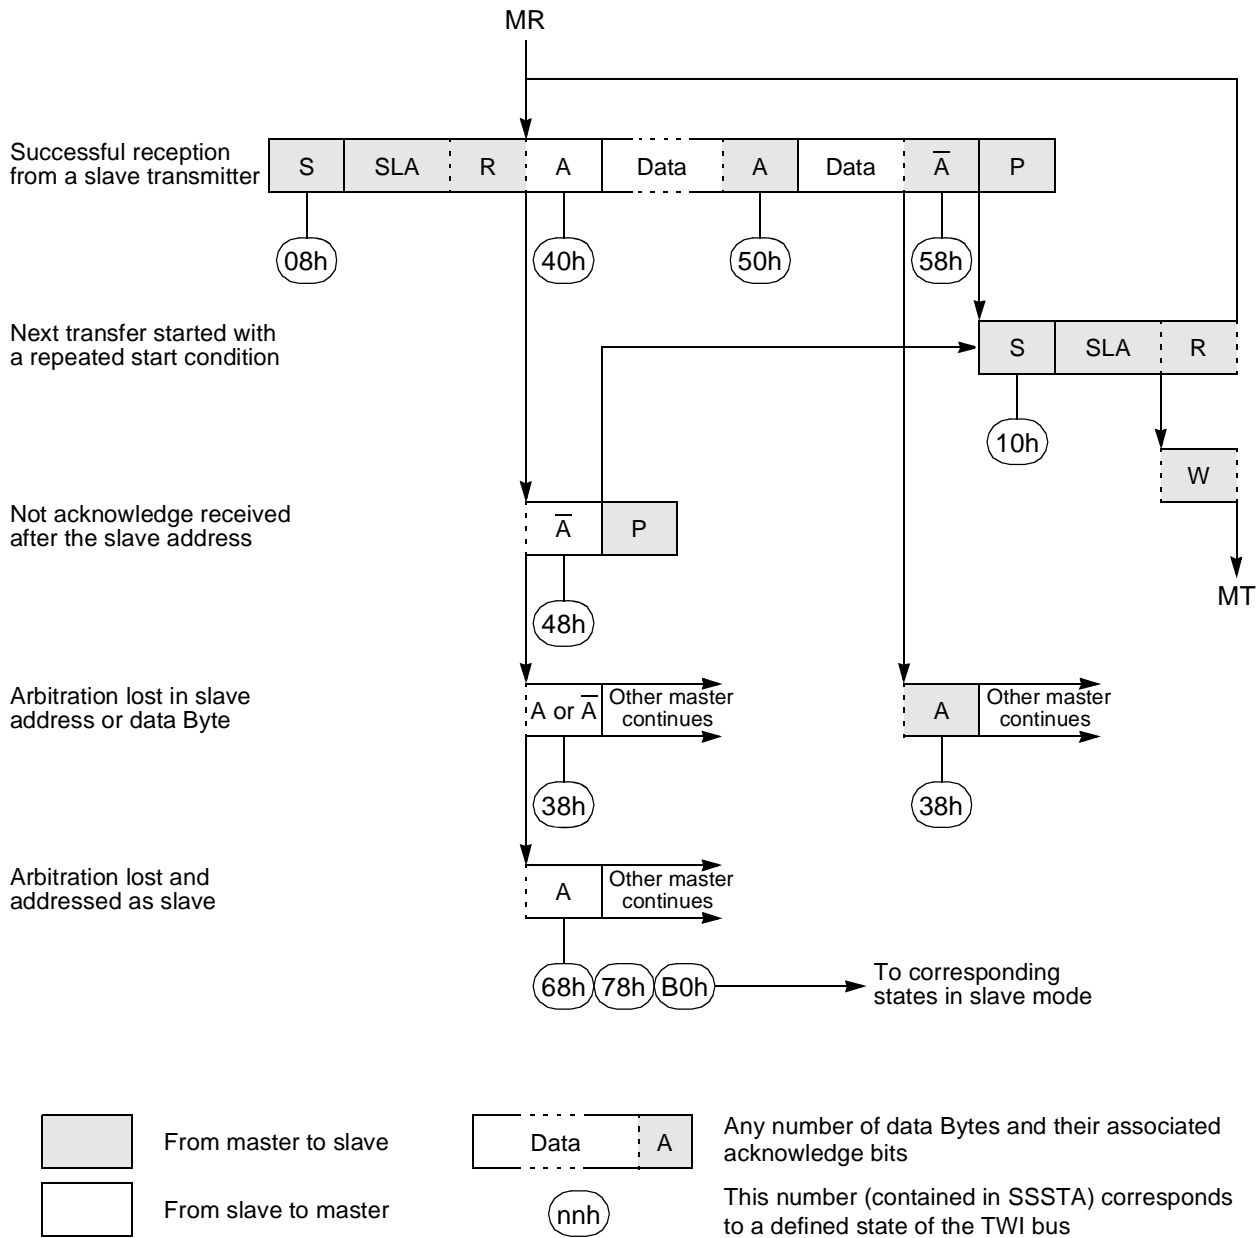 MR
Successful reception
from a slave transmitter
S SLA R A Data A Data A̅ P
08h 40h 50h 58h
Next transfer started with
a repeated start condition
S SLA R
10h
W
MT
Not acknowledge received
after the slave address
A̅ P
48h
Arbitration lost in slave
address or data Byte
A or A̅
Other master
continues
A
Other master
continues
38h 38h
Arbitration lost and
addressed as slave
A
Other master
continues
68h 78h B0h
To corresponding
states in slave mode
From master to slave
Data A
Any number of data Bytes and their associated
acknowledge bits
From slave to master
nnh
This number (contained in SSSTA) corresponds
to a defined state of the TWI bus